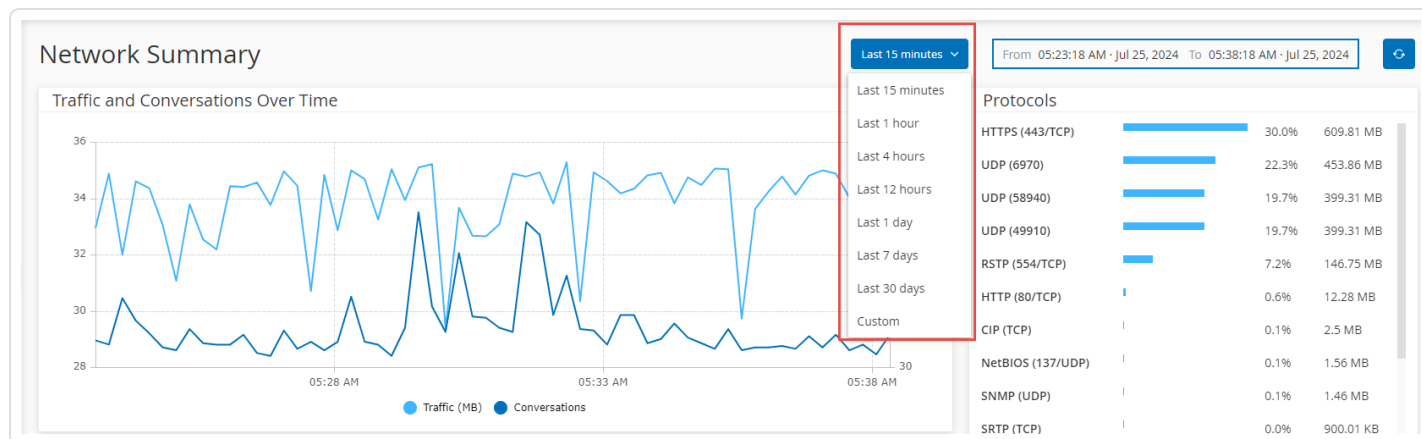 Network Summary
Last 15 minutes
From 05:23:18 AM · Jul 25, 2024 To 05:38:18 AM · Jul 25, 2024
Last 15 minutes
Last 1 hour
Last 4 hours
Last 12 hours
Last 1 day
Last 7 days
Last 30 days
Custom
Traffic and Conversations Over Time
36
34
32
30
28
30
05:28 AM
05:33 AM
05:38 AM
Traffic (MB) Conversations
Protocols
HTTPS (443/TCP) 30.0% 609.81 MB
UDP (6970) 22.3% 453.86 MB
UDP (58940) 19.7% 399.31 MB
UDP (49910) 19.7% 399.31 MB
RSTP (554/TCP) 7.2% 146.75 MB
HTTP (80/TCP) 0.6% 12.28 MB
CIP (TCP) 0.1% 2.5 MB
NetBIOS (137/UDP) 0.1% 1.56 MB
SNMP (UDP) 0.1% 1.46 MB
SRTP (TCP) 0.0% 900.01 KB